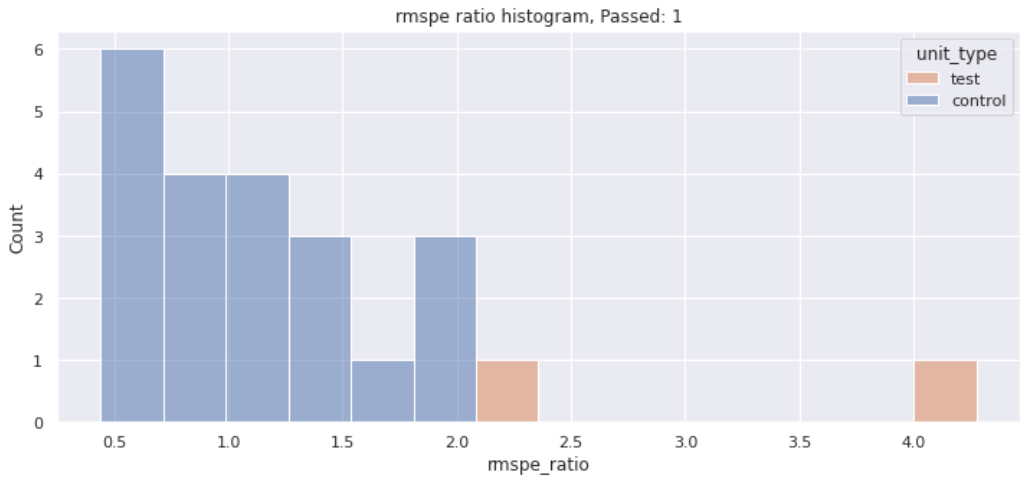 rmspe ratio histogram, Passed: 1
unit_type
test
control
Count
6
5
4
3
2
1
0
0.5 1.0 1.5 2.0 2.5 3.0 3.5 4.0
rmspe_ratio